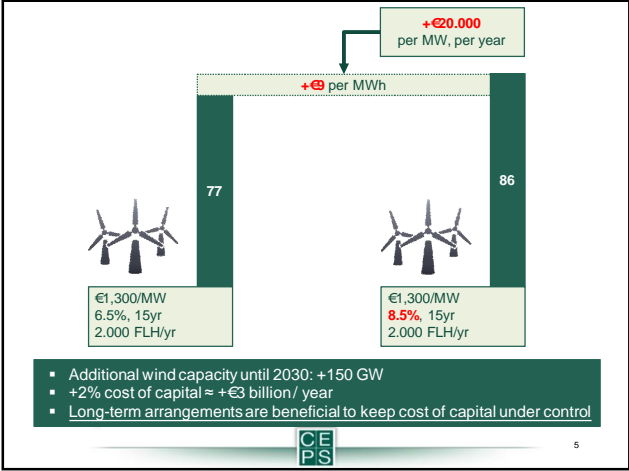 +€20.000
per MW, per year
+€9 per MWh
77
86
€1,300/MW
6.5%, 15yr
2.000 FLH/yr
€1,300/MW
8.5%, 15yr
2.000 FLH/yr
▪ Additional wind capacity until 2030: +150 GW
▪ +2% cost of capital ≈ +€3 billion / year
▪ Long-term arrangements are beneficial to keep cost of capital under control
CE
PS
5